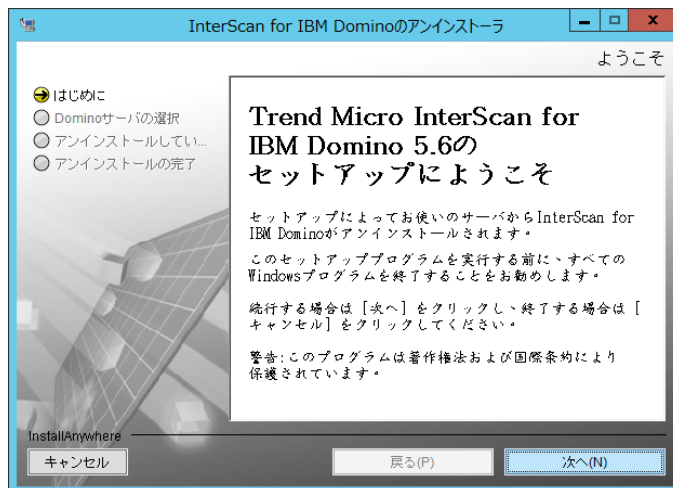 InterScan for IBM Dominoのアンインストーラ
ようこそ
はじめに
Dominoサーバの選択
アンインストールしてい...
アンインストールの完了
Trend Micro InterScan for
IBM Domino 5.6の
セットアップにようこそ
セットアップによってお使いのサーバからInterScan for
IBM Dominoがアンインストールされます。
このセットアッププログラムを実行する前に、すべての
Windowsプログラムを終了することをお勧めします。
続行する場合は [次へ] をクリックし、終了する場合は [
キャンセル] をクリックしてください。
警告:このプログラムは著作権法および国際条約により
保護されています。
InstallAnywhere
キャンセル
戻る(P)
次へ(N)